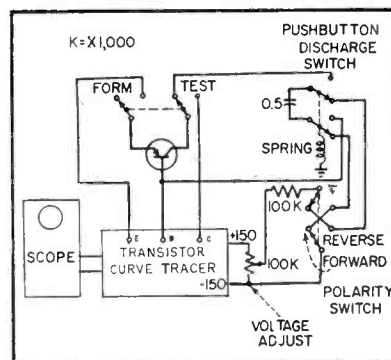 K=X1,000
PUSHBUTTON
DISCHARGE
SWITCH
FORM
TEST
0.5
SPRING
100K
E B C
+150
TRANSISTOR
CURVE TRACER
-150
100K
SCOPE
REVERSE
FORWARD
POLARITY
SWITCH
VOLTAGE
ADJUST